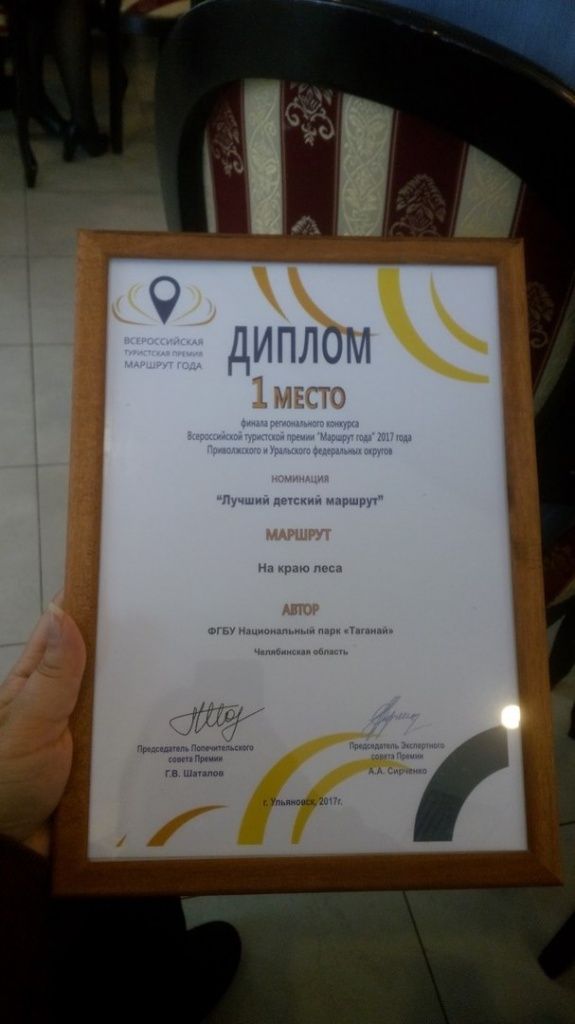 ВСЕРОССИЙСКАЯ
ТУРИСТСКАЯ ПРЕМИЯ
МАРШРУТ ГОДА
ДИПЛОМ
1 МЕСТО
финала регионального конкурса
Всероссийской туристской премии "Маршрут года" 2017 года
Приволжского и Уральского федеральных округов
НОМИНАЦИЯ
"Лучший детский маршрут"
МАРШРУТ
На краю леса
АВТОР
ФГБУ Национальный парк «Таганай»
Челябинская область
Председатель Попечительского
совета Премии
Г.В. Шаталов
Председатель Экспертного
совета Премии
А.А. Сирченко
г. Ульяновск, 2017г.